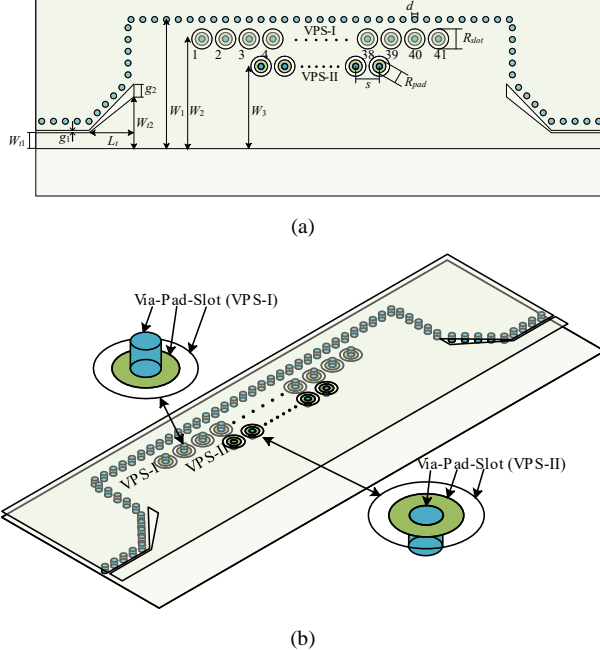 d
VPS-I
R_slot
1 2 3 4 38 39 40 41
VPS-II
s
R_pad
g_2
W_1
W_2
W_3
W_t2
W_t1
g_1
L_t
(a)
Via-Pad-Slot (VPS-I)
VPS-I
VPS-II
Via-Pad-Slot (VPS-II)
(b)